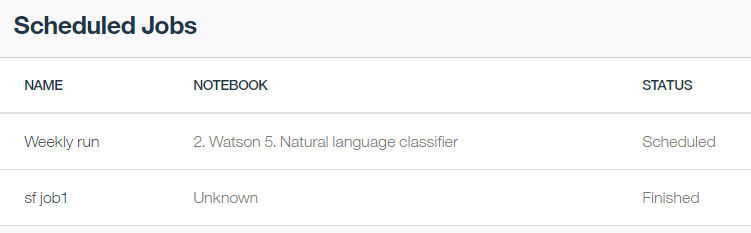 Scheduled Jobs
NAME NOTEBOOK STATUS
Weekly run 2. Watson 5. Natural language classifier Scheduled
sf job1 Unknown Finished